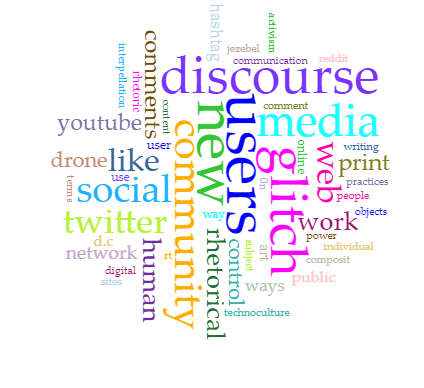 hashtag
activism
comments
interpellation
rhetoric
jezebel
communication
reddit
discourse
content
youtube
user
new
users
comment
media
community
glitch
online
web
writing
print
drone
like
use
terms
social
On
practices
people
objects
twitter
way
work
power
d.c
human
rt
rhetorical
control
subject
art
individual
network
composit
digital
sites
ways
public
technoculture